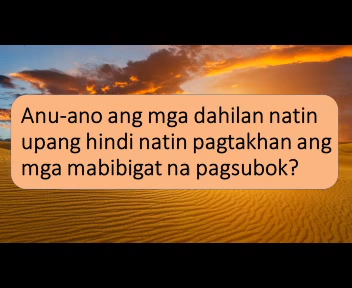 Anu-ano ang mga dahilan natin
upang hindi natin pagtakhan ang
mga mabibigat na pagsubok?